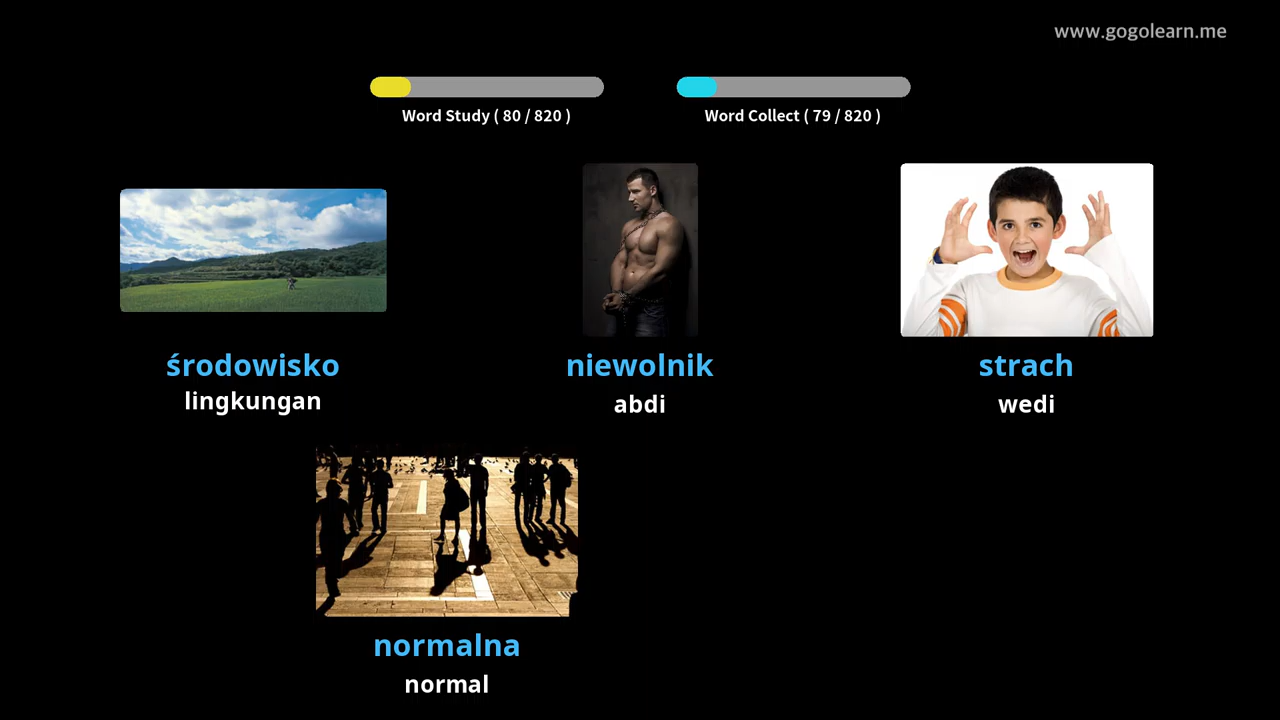 www.gogolearn.me
Word Study ( 80 / 820 )
Word Collect ( 79 / 820 )
środowisko
lingkungan
niewolnik
abdi
strach
wedi
normalna
normal